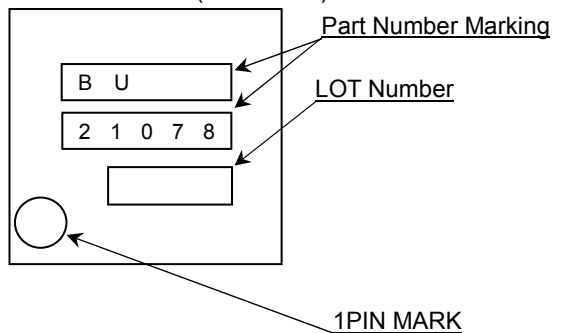 Part Number Marking
B U
LOT Number
2 1 0 7 8
1PIN MARK